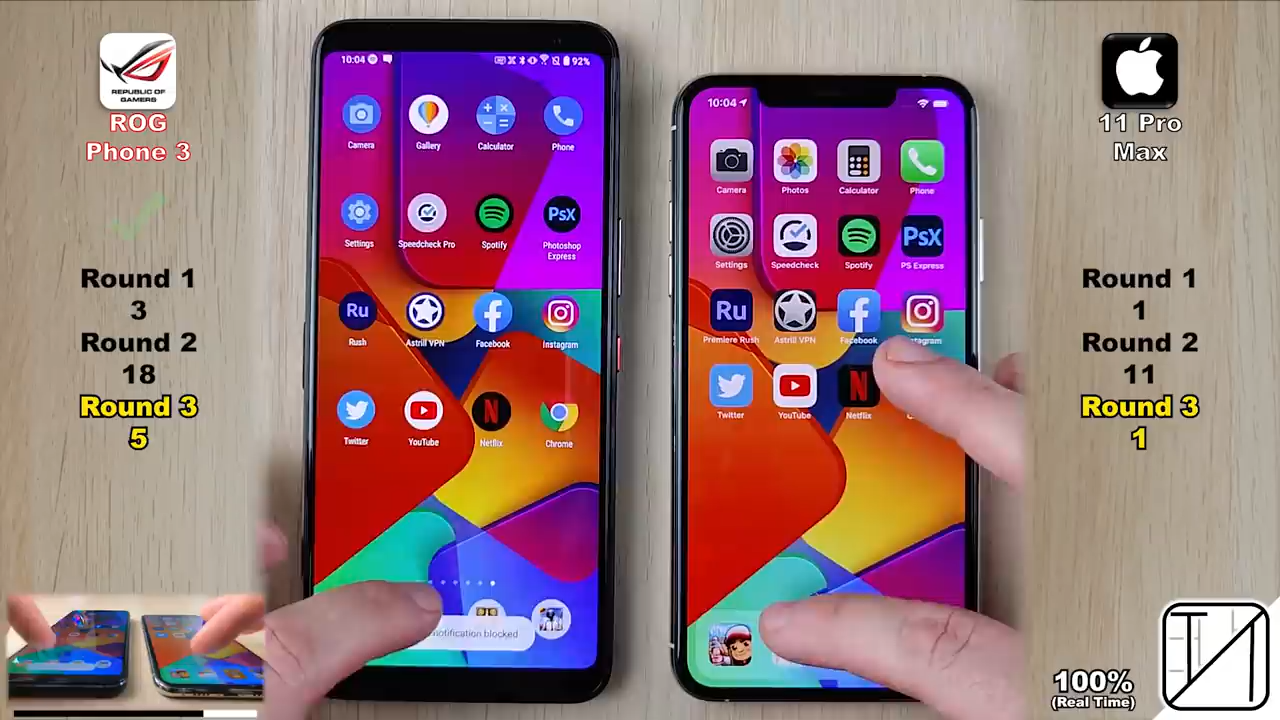 REPUBLIC OF
GAMERS
ROG
Phone 3
Round 1
3
Round 2
18
Round 3
5
10:04
92%
Camera
Gallery
Calculator
Phone
Settings
Speedcheck Pro
Spotify
PsX
Photoshop
Express
Ru
Rush
Astrill VPN
Facebook
Instagram
Twitter
YouTube
Netflix
Chrome
notification blocked
10:04
Camera
Photos
Calculator
Phone
Settings
Speedcheck
Spotify
PsX
PS Express
Ru
Premiere Rush
Astrill VPN
Facebook
stagram
Twitter
YouTube
Netflix
11 Pro
Max
Round 1
1
Round 2
11
Round 3
1
100%
(Real Time)